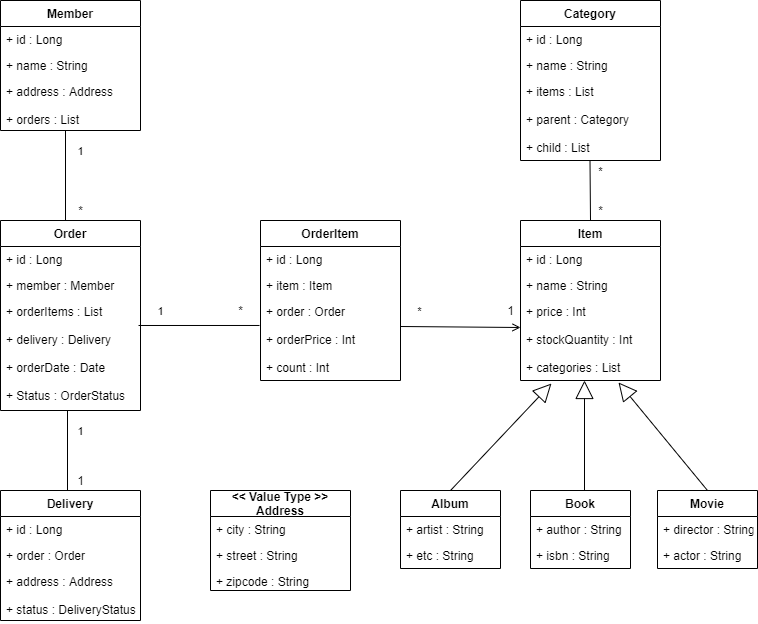 Member
+ id : Long
+ name : String
+ address : Address
+ orders : List
1
*
Category
+ id : Long
+ name : String
+ items : List
+ parent : Category
+ child : List
*
*
Order
+ id : Long
+ member : Member
+ orderItems : List
+ delivery : Delivery
+ orderDate : Date
+ Status : OrderStatus
1
*
OrderItem
+ id : Long
+ item : Item
+ order : Order
+ orderPrice : Int
+ count : Int
*
1
Item
+ id : Long
+ name : String
+ price : Int
+ stockQuantity : Int
+ categories : List
1
1
Delivery
+ id : Long
+ order : Order
+ address : Address
+ status : DeliveryStatus
<< Value Type >>
Address
+ city : String
+ street : String
+ zipcode : String
Album
+ artist : String
+ etc : String
Book
+ author : String
+ isbn : String
Movie
+ director : String
+ actor : String